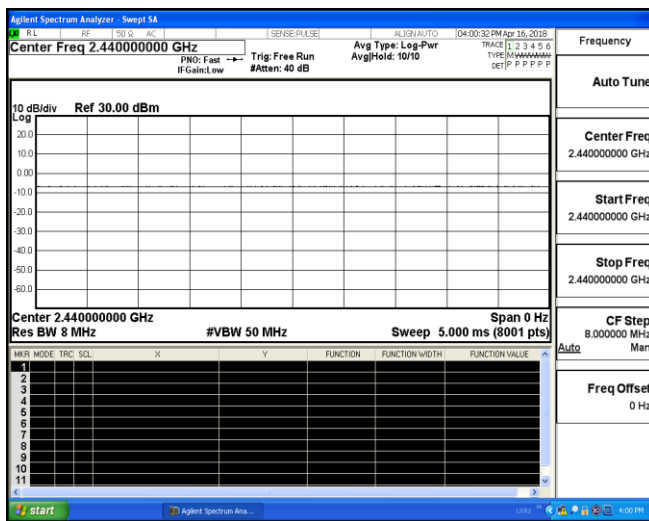 Agilent Spectrum Analyzer - Swept SA
RL RF 50 Ω AC SENSE:PULSE ALIGN AUTO 04:00:32 PM Apr 16, 2018
Center Freq 2.440000000 GHz
PNO: Fast
IFGain:Low
Trig: Free Run
#Atten: 40 dB
Avg Type: Log-Pwr
Avg|Hold: 10/10
TRACE 1 2 3 4 5 6
TYPE MWWWWW
DET P P P P P P
10 dB/div Ref 30.00 dBm
Log
20.0
10.0
0.00
-10.0
-20.0
-30.0
-40.0
-50.0
-60.0
Center 2.440000000 GHz Span 0 Hz
Res BW 8 MHz #VBW 50 MHz Sweep 5.000 ms (8001 pts)
MKR MODE TRC SCL X Y FUNCTION FUNCTION WIDTH FUNCTION VALUE
1
2
3
4
5
6
7
8
9
10
11
Frequency
Auto Tune
Center Freq
2.440000000 GHz
Start Freq
2.440000000 GHz
Stop Freq
2.440000000 GHz
CF Step
8.000000 MHz
Auto Man
Freq Offset
0 Hz
start Agilent Spectrum Ana... Links » 4:00 PM